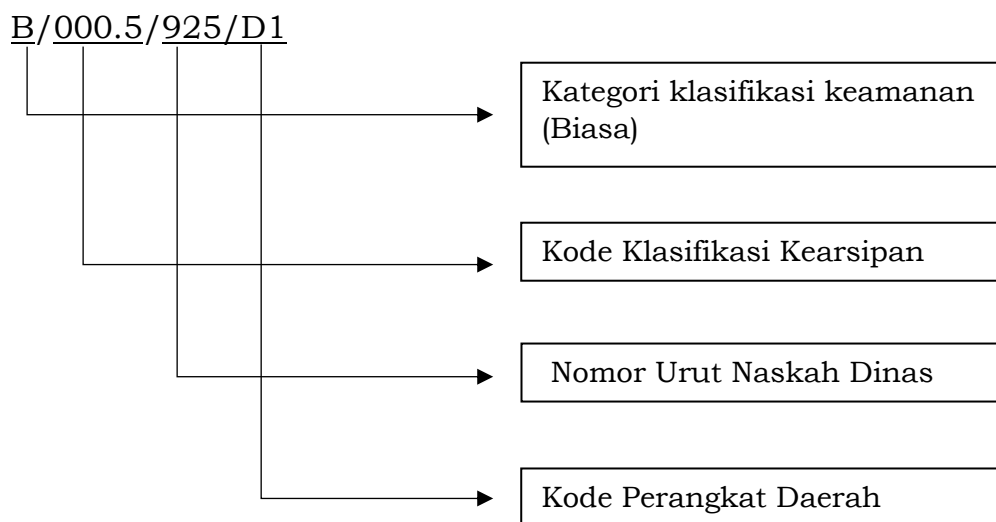 B/000.5/925/D1
Kategori klasifikasi keamanan
(Biasa)
Kode Klasifikasi Kearsipan
Nomor Urut Naskah Dinas
Kode Perangkat Daerah